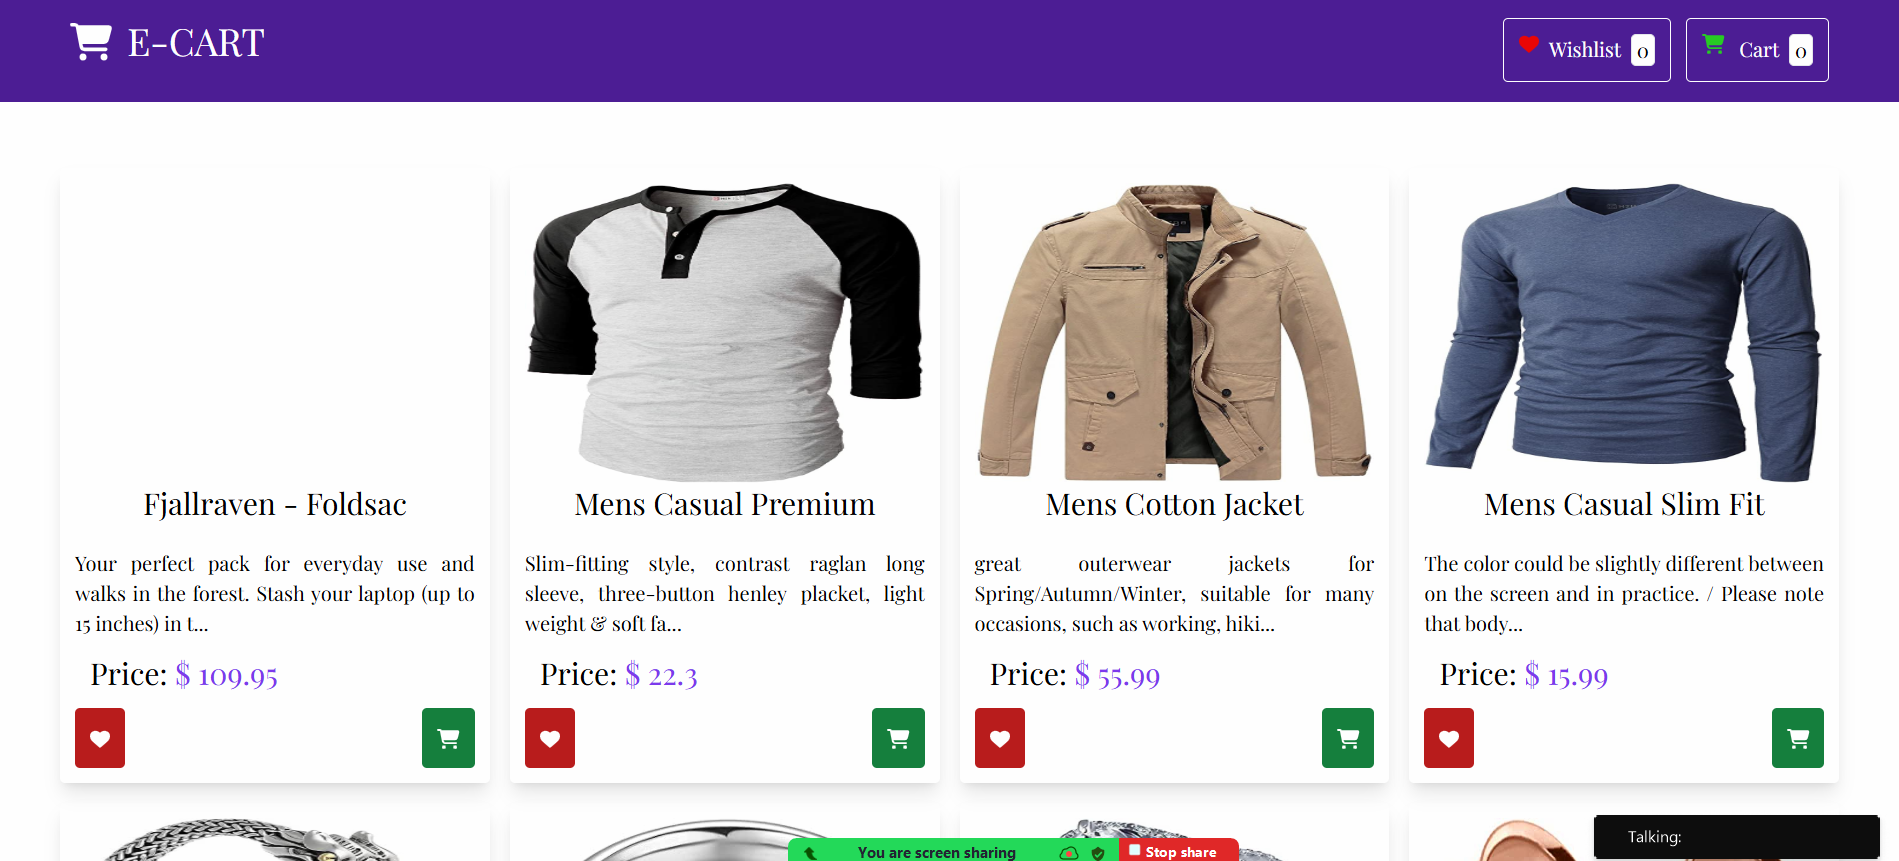 E-CART
Wishlist 0
Cart 0
Fjallraven - Foldsac
Your perfect pack for everyday use and
walks in the forest. Stash your laptop (up to
15 inches) in t...
Price: $ 109.95
Mens Casual Premium
Slim-fitting style, contrast raglan long
sleeve, three-button henley placket, light
weight & soft fa...
Price: $ 22.3
Mens Cotton Jacket
great outerwear jackets for
Spring/Autumn/Winter, suitable for many
occasions, such as working, hiki...
Price: $ 55.99
Mens Casual Slim Fit
The color could be slightly different between
on the screen and in practice. / Please note
that body...
Price: $ 15.99
You are screen sharing
Stop share
Talking: